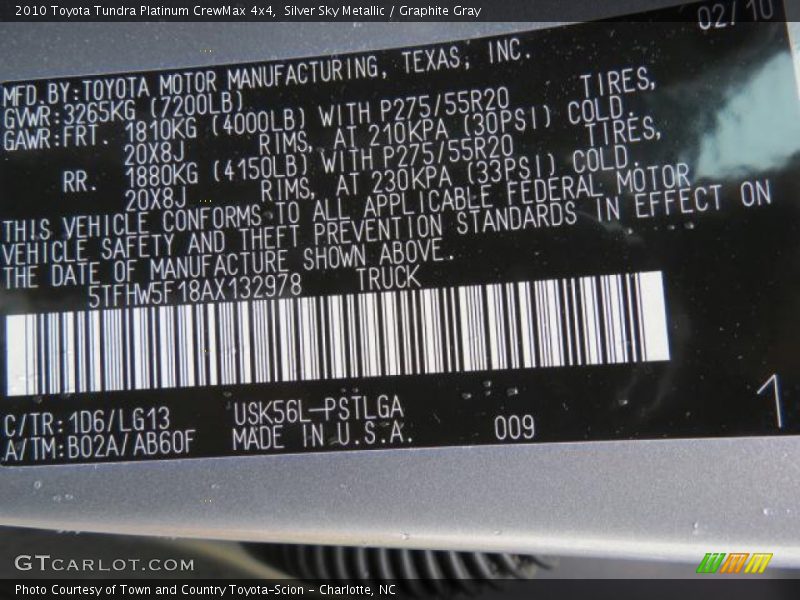 2010 Toyota Tundra Platinum CrewMax 4x4,  Silver Sky Metallic / Graphite Gray
02/10
MFD.BY:TOYOTA MOTOR MANUFACTURING, TEXAS, INC.
GVWR:3265KG (7200LB)
GAWR:FRT. 1810KG (4000LB) WITH P275/55R20 TIRES,
20X8J RIMS, AT 210KPA (30PSI) COLD.
RR. 1880KG (4150LB) WITH P275/55R20 TIRES,
20X8J RIMS, AT 230KPA (33PSI) COLD.
THIS VEHICLE CONFORMS TO ALL APPLICABLE FEDERAL MOTOR
VEHICLE SAFETY AND THEFT PREVENTION STANDARDS IN EFFECT ON
THE DATE OF MANUFACTURE SHOWN ABOVE.
5TFHW5F18AX132978 TRUCK
C/TR:1D6/LG13 USK56L-PSTLGA
A/TM:B02A/AB60F MADE IN U.S.A. 009
1
GTCARLOT.COM
Photo Courtesy of Town and Country Toyota-Scion - Charlotte, NC